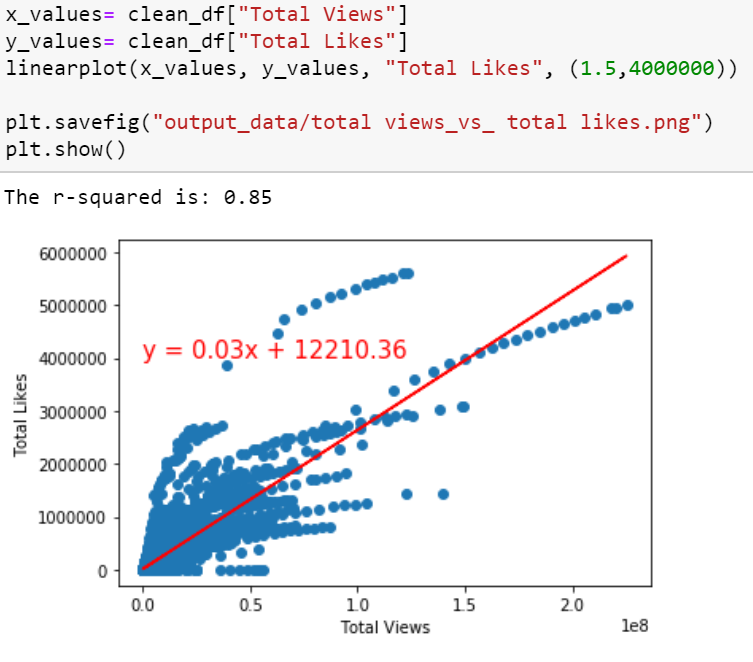 x_values= clean_df["Total Views"]
y_values= clean_df["Total Likes"]
linearplot(x_values, y_values, "Total Likes", (1.5,4000000))
plt.savefig("output_data/total views_vs_ total likes.png")
plt.show()
The r-squared is: 0.85
6000000
5000000
y = 0.03x + 12210.36
4000000
3000000
2000000
1000000
0
Total Likes
0.0 0.5 1.0 1.5 2.0
Total Views
1e8